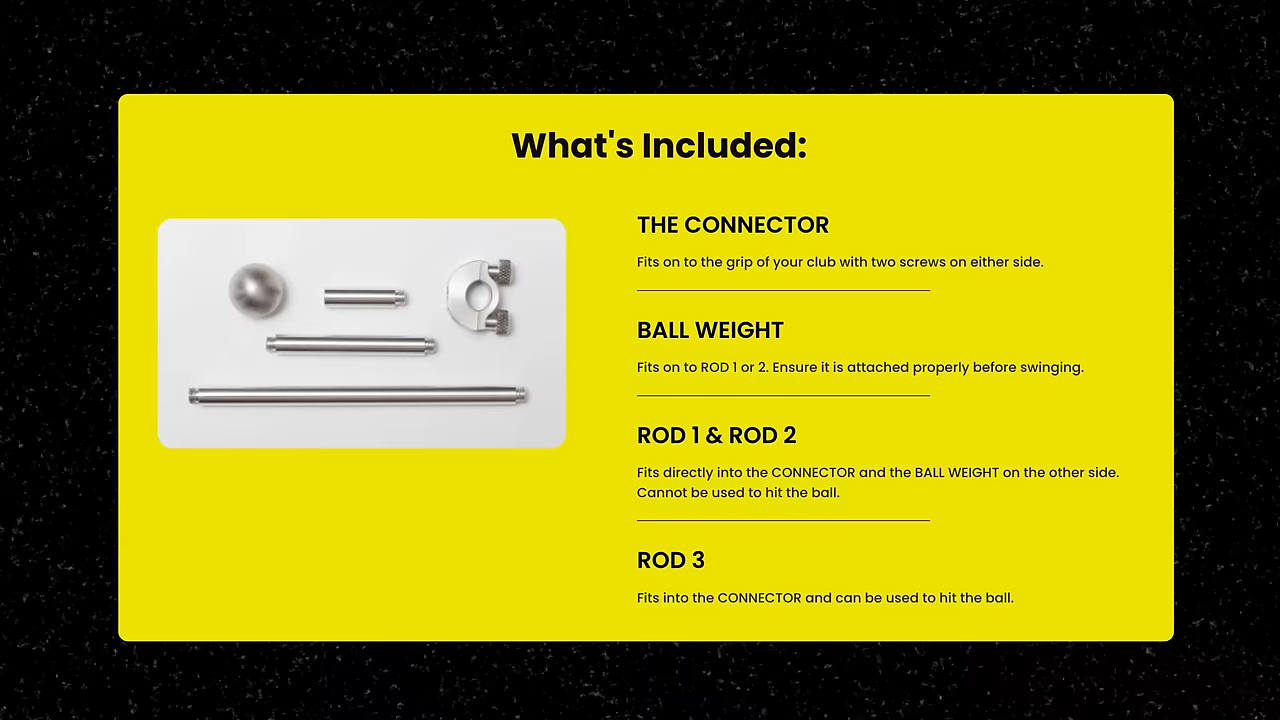 What's Included:
THE CONNECTOR
Fits on to the grip of your club with two screws on either side.
BALL WEIGHT
Fits on to ROD 1 or 2. Ensure it is attached properly before swinging.
ROD 1 & ROD 2
Fits directly into the CONNECTOR and the BALL WEIGHT on the other side.
Cannot be used to hit the ball.
ROD 3
Fits into the CONNECTOR and can be used to hit the ball.